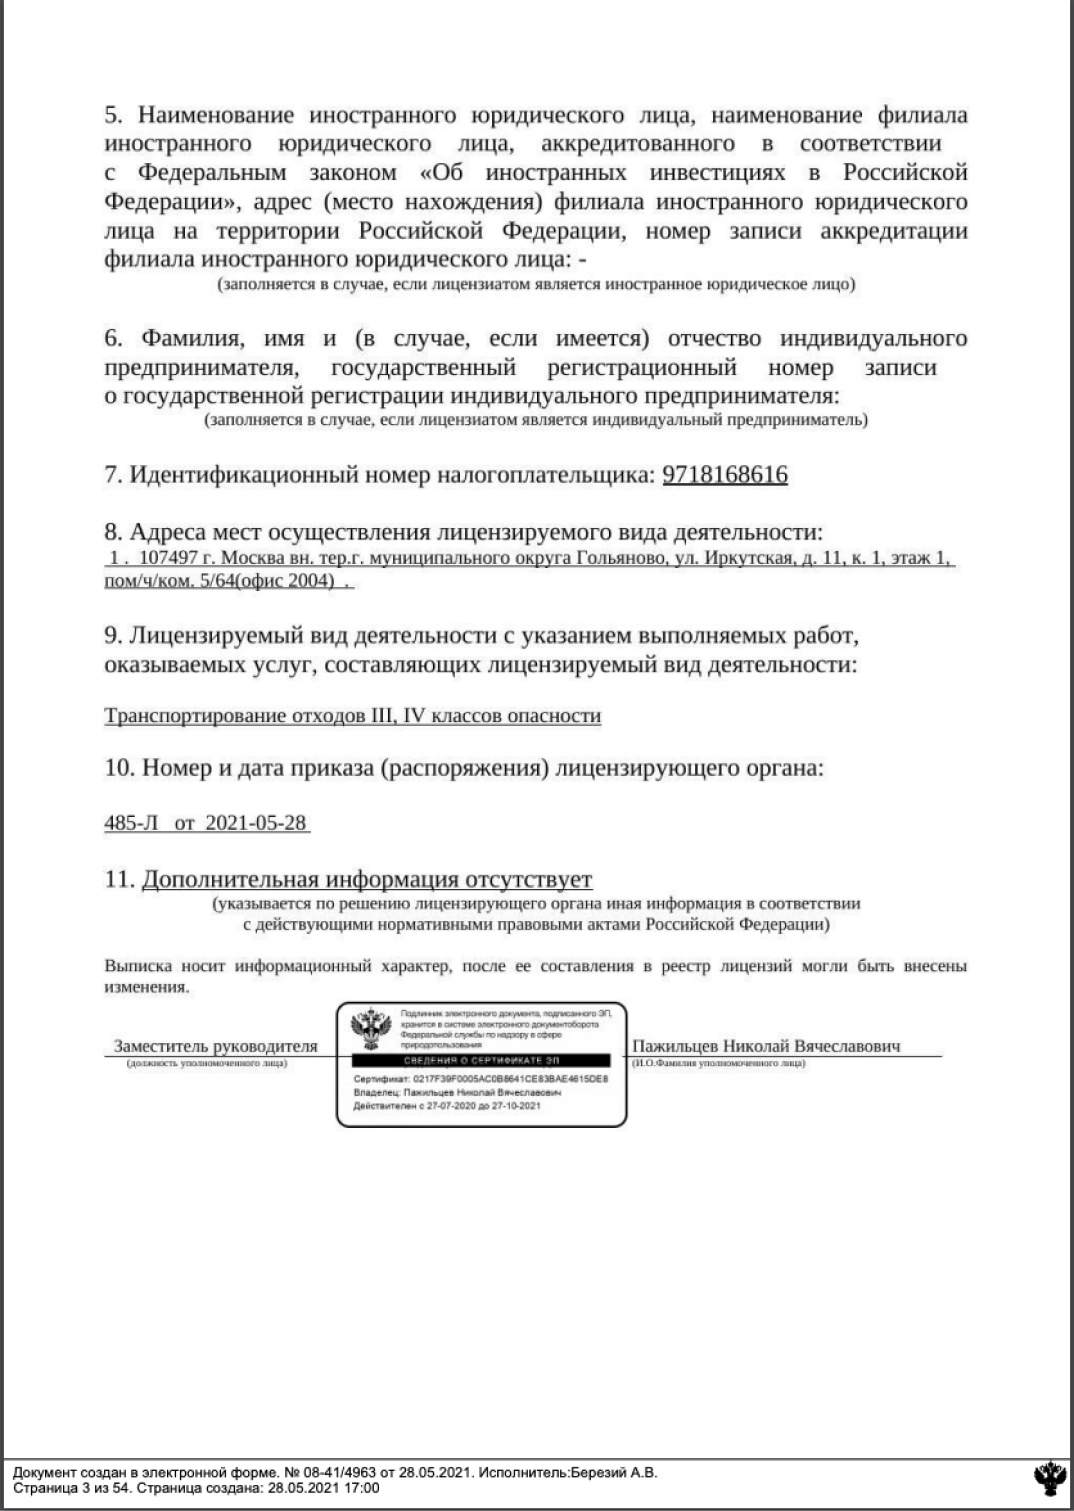 5. Наименование иностранного юридического лица, наименование филиала
иностранного юридического лица, аккредитованного в соответствии
с Федеральным законом «Об иностранных инвестициях в Российской
Федерации», адрес (место нахождения) филиала иностранного юридического
лица на территории Российской Федерации, номер записи аккредитации
филиала иностранного юридического лица: -
(заполняется в случае, если лицензиатом является иностранное юридическое лицо)
6. Фамилия, имя и (в случае, если имеется) отчество индивидуального
предпринимателя, государственный регистрационный номер записи
о государственной регистрации индивидуального предпринимателя:
(заполняется в случае, если лицензиатом является индивидуальный предприниматель)
7. Идентификационный номер налогоплательщика: 9718168616
8. Адреса мест осуществления лицензируемого вида деятельности:
1 . 107497 г. Москва вн. тер.г. муниципального округа Гольяново, ул. Иркутская, д. 11, к. 1, этаж 1,
пом/ч/ком. 5/64(офис 2004) .
9. Лицензируемый вид деятельности с указанием выполняемых работ,
оказываемых услуг, составляющих лицензируемый вид деятельности:
Транспортирование отходов III, IV классов опасности
10. Номер и дата приказа (распоряжения) лицензирующего органа:
485-Л от 2021-05-28
11. Дополнительная информация отсутствует
(указывается по решению лицензирующего органа иная информация в соответствии
с действующими нормативными правовыми актами Российской Федерации)
Выписка носит информационный характер, после ее составления в реестр лицензий могли быть внесены
изменения.
Заместитель руководителя
(должность уполномоченного лица)
Подлинник электронного документа, подписанного ЭП,
хранится в системе электронного документооборота
Федеральной службы по надзору в сфере
природопользования
СВЕДЕНИЯ О СЕРТИФИКАТЕ ЭП
Сертификат: 0217F39F0005AC0B8641CE83BAE4615DE8
Владелец: Пажильцев Николай Вячеславович
Действителен с 27-07-2020 до 27-10-2021
Пажильцев Николай Вячеславович
(И.О.Фамилия уполномоченного лица)
Документ создан в электронной форме. № 08-41/4963 от 28.05.2021. Исполнитель:Березий А.В.
Страница 3 из 54. Страница создана: 28.05.2021 17:00